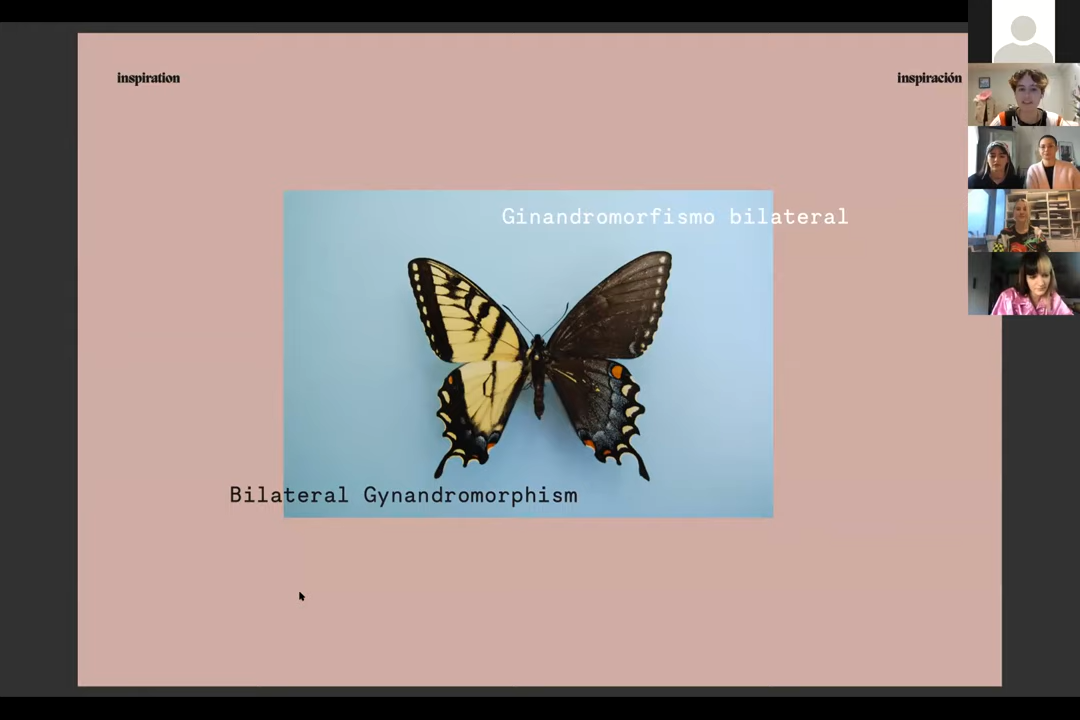 inspiration
inspiración
Ginandromorfismo bilateral
Bilateral Gynandromorphism